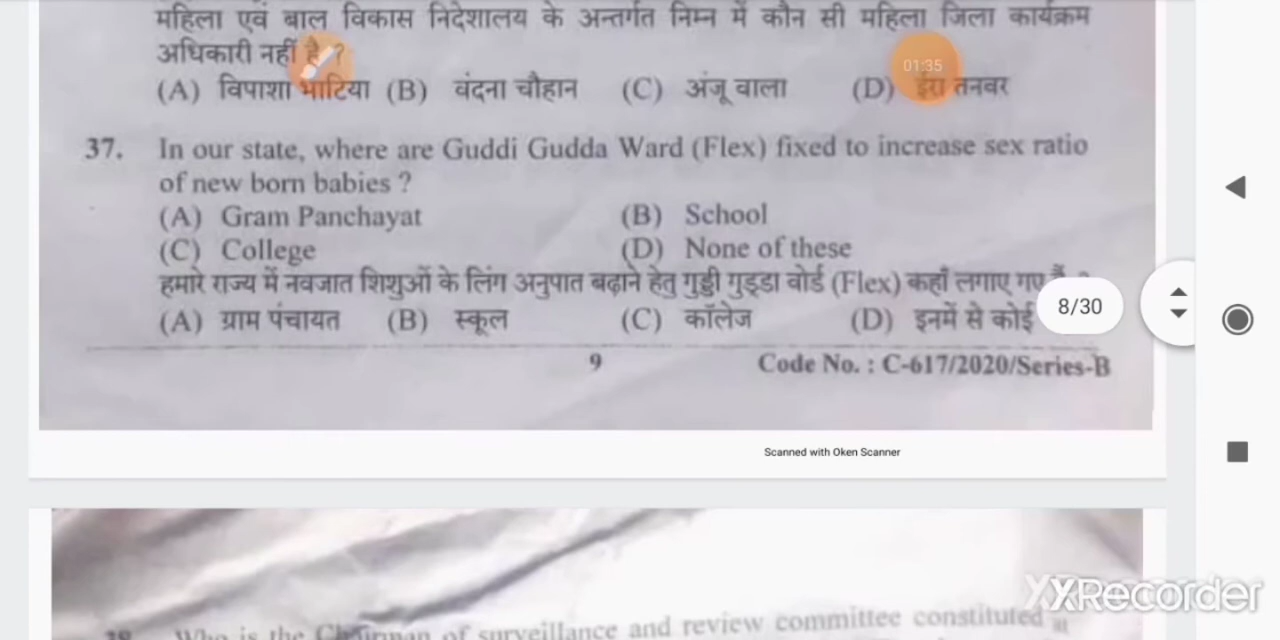 महिला एवं बाल विकास निदेशालय के अन्तर्गत निम्न में कौन सी महिला जिला कार्यक्रम
अधिकारी नहीं है ?
(A) विपाशा भाटिया (B) वंदना चौहान (C) अंजू वाला (D) इरा तनवर
01:35
37. In our state, where are Guddi Gudda Ward (Flex) fixed to increase sex ratio
of new born babies ?
(A) Gram Panchayat (B) School
(C) College (D) None of these
हमारे राज्य में नवजात शिशुओं के लिंग अनुपात बढ़ाने हेतु गुड्डी गुड्डा वोर्ड (Flex) कहाँ लगाए गए
(A) ग्राम पंचायत (B) स्कूल (C) कॉलेज (D) इनमें से कोई
8/30
9 Code No. : C-617/2020/Series-B
Scanned with Oken Scanner
XRecorder
Who is the Chairman of surveillance and review committee constituted at